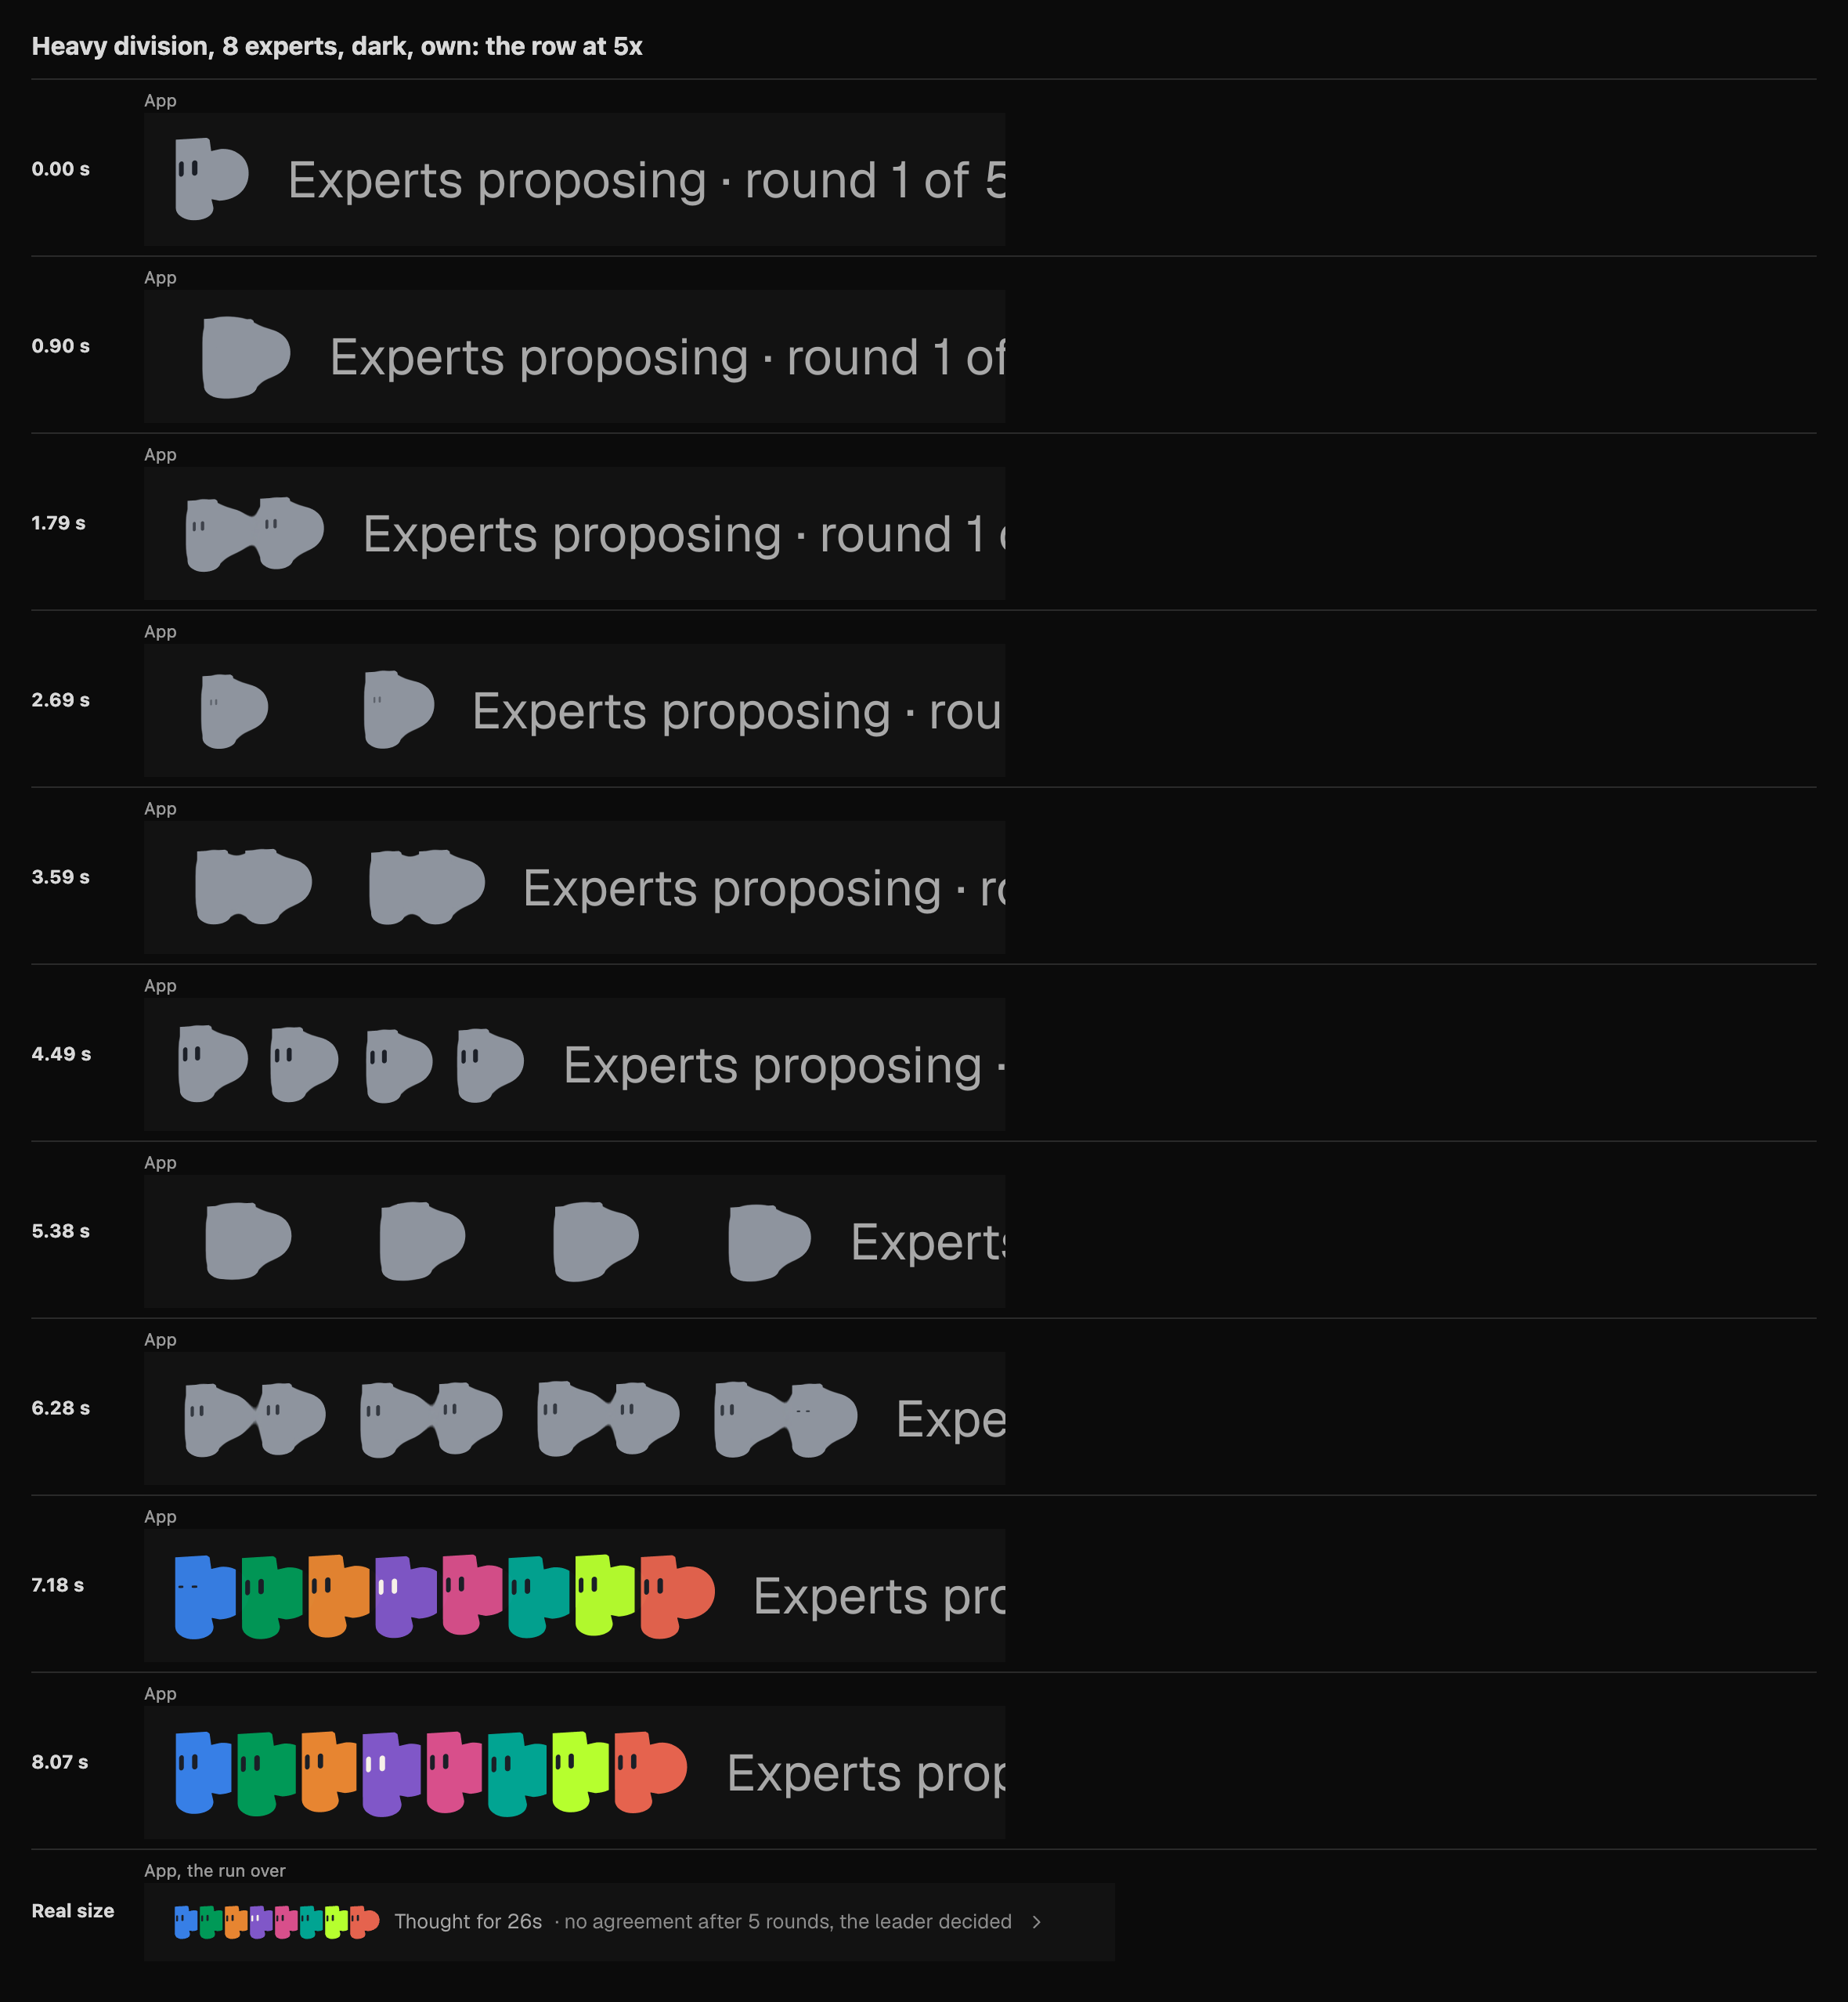 Heavy division, 8 experts, dark, own: the row at 5x
App
0.00 s
Experts proposing · round 1 of 5
App
0.90 s
Experts proposing · round 1 of
App
1.79 s
Experts proposing · round 1
App
2.69 s
Experts proposing · rou
App
3.59 s
Experts proposing · ro
App
4.49 s
Experts proposing ·
App
5.38 s
Experts
App
6.28 s
Expe
App
7.18 s
Experts pro
App
8.07 s
Experts prop
App, the run over
Real size
Thought for 26s · no agreement after 5 rounds, the leader decided